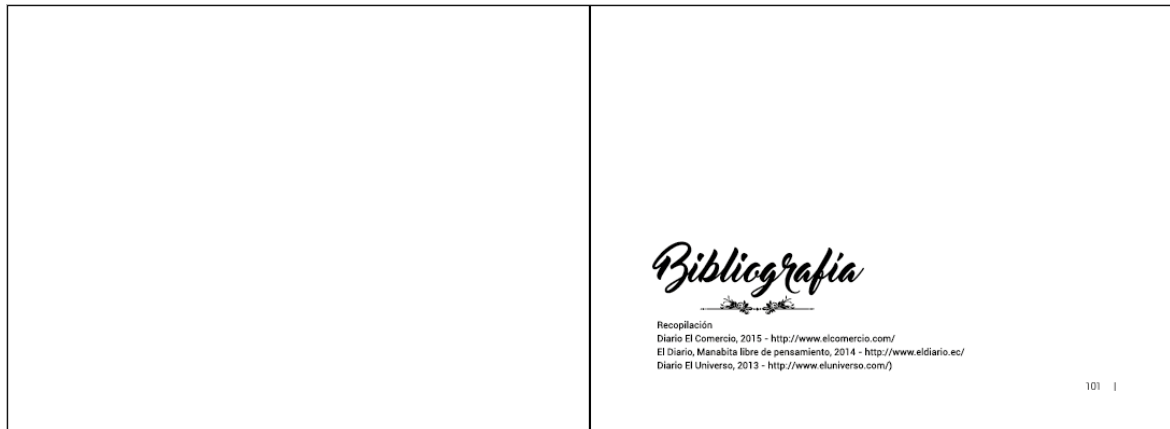 Bibliografía
Recopilación
Diario El Comercio, 2015 - http://www.elcomercio.com/
El Diario, Manabita libre de pensamiento, 2014 - http://www.eldiario.ec/
Diario El Universo, 2013 - http://www.eluniverso.com/)
101 |